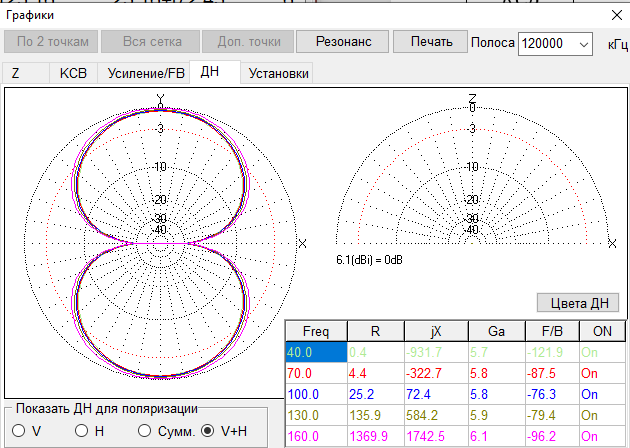 Графики
По 2 точкам Вся сетка Доп. точки Резонанс Печать Полоса 120000 кГц
Z КСВ Усиление/FB ДН Установки
Y Z
0 0
-3 -3
-10 -10
-20 -20
-30 -30
-40 -40
X X
6.1(dBi) = 0dB
Цвета ДН
Freq R jX Ga F/B ON
40.0 0.4 -931.7 5.7 -121.9 On
70.0 4.4 -322.7 5.8 -87.5 On
100.0 25.2 72.4 5.8 -76.3 On
130.0 135.9 584.2 5.9 -79.4 On
160.0 1369.9 1742.5 6.1 -96.2 On
Показать ДН для поляризации
V H Сумм. V+H